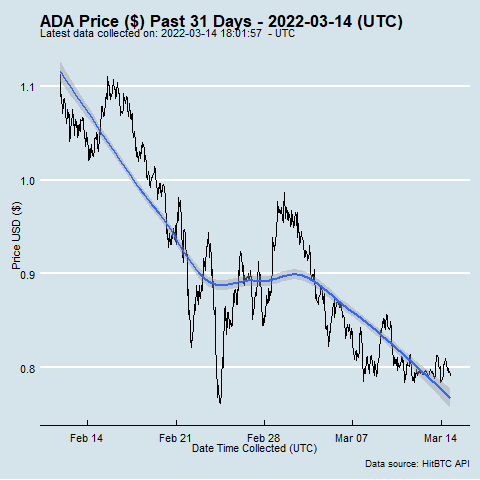 ADA Price ($) Past 31 Days - 2022-03-14 (UTC)
Latest data collected on: 2022-03-14 18:01:57 - UTC
1.1
1.0
0.9
0.8
Price USD ($)
Feb 14
Feb 21
Feb 28
Mar 07
Mar 14
Date Time Collected (UTC)
Data source: HitBTC API